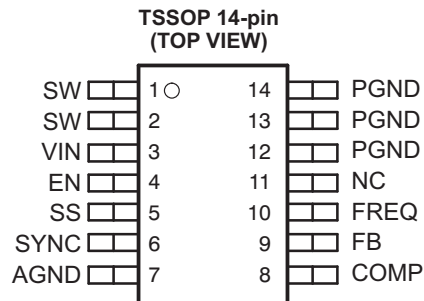 TSSOP 14-pin
(TOP VIEW)
SW 1 14 PGND
SW 2 13 PGND
VIN 3 12 PGND
EN 4 11 NC
SS 5 10 FREQ
SYNC 6 9 FB
AGND 7 8 COMP